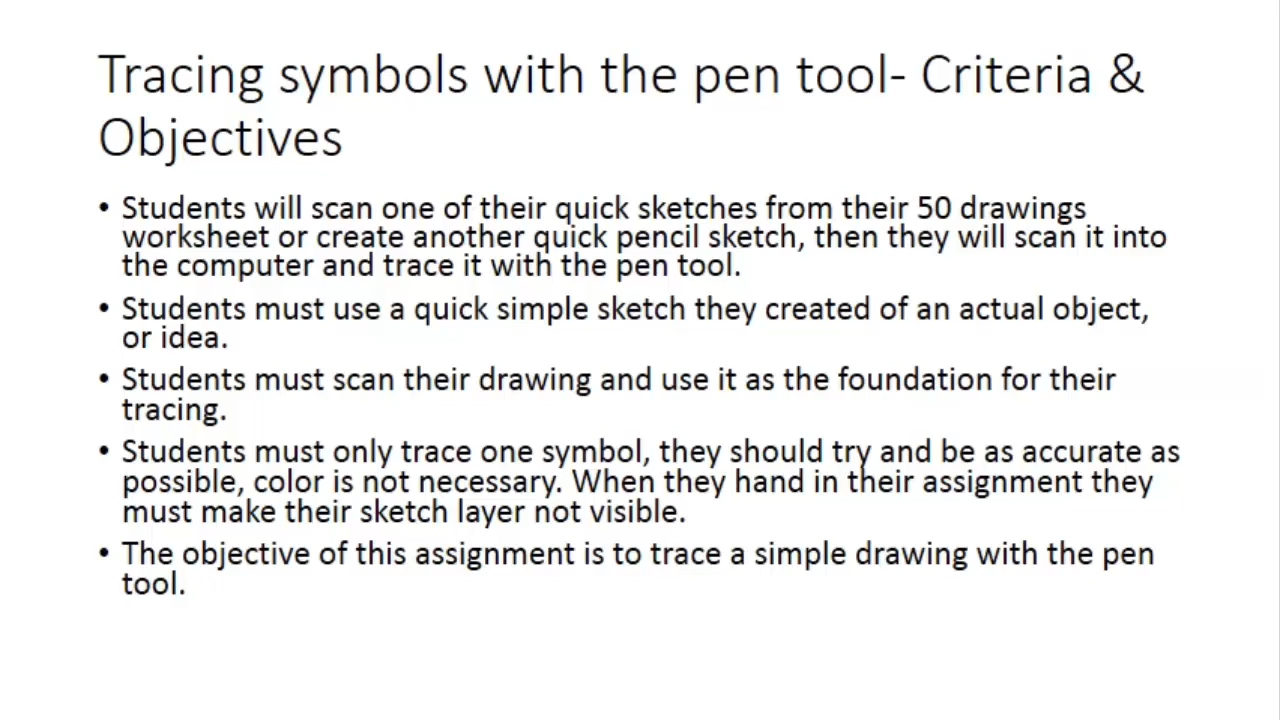 Tracing symbols with the pen tool- Criteria &
Objectives
• Students will scan one of their quick sketches from their 50 drawings
worksheet or create another quick pencil sketch, then they will scan it into
the computer and trace it with the pen tool.
• Students must use a quick simple sketch they created of an actual object,
or idea.
• Students must scan their drawing and use it as the foundation for their
tracing.
• Students must only trace one symbol, they should try and be as accurate as
possible, color is not necessary. When they hand in their assignment they
must make their sketch layer not visible.
• The objective of this assignment is to trace a simple drawing with the pen
tool.